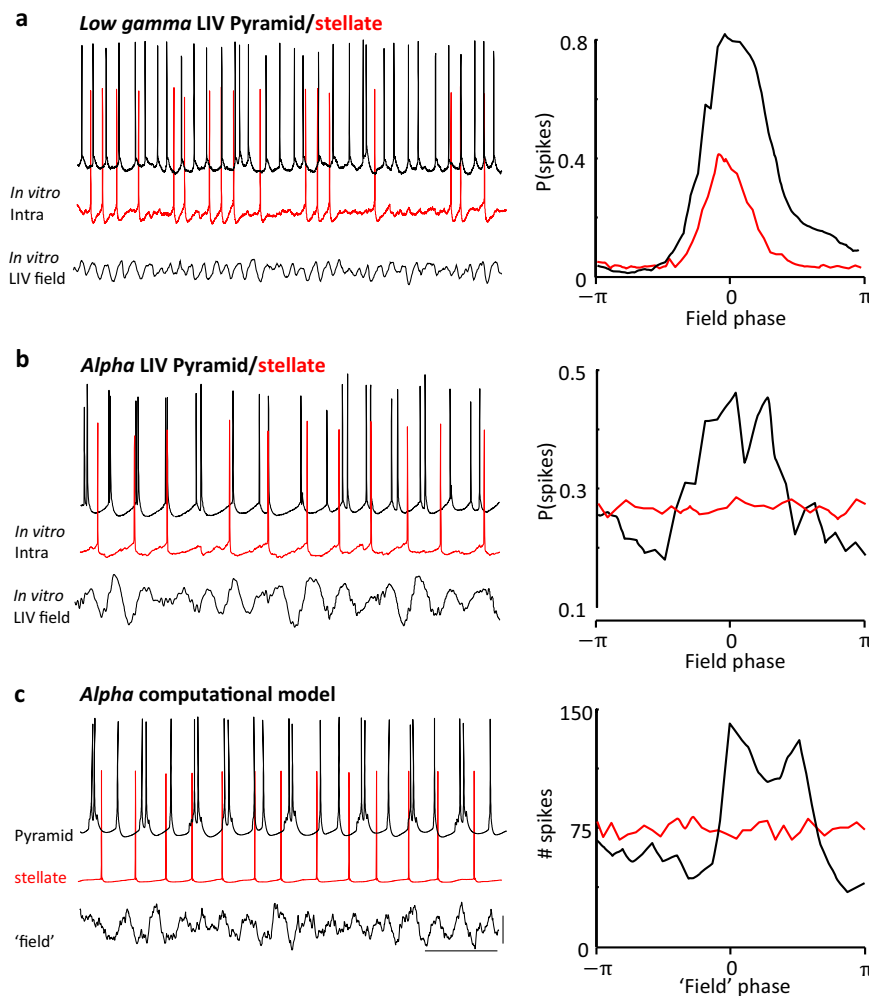 a
Low gamma LIV Pyramid/stellate
In vitro
Intra
In vitro
LIV field
0.8
0.4
0
P(spikes)
−π
0
π
Field phase
b
Alpha LIV Pyramid/stellate
In vitro
Intra
In vitro
LIV field
0.5
0.3
0.1
P(spikes)
−π
0
π
Field phase
c
Alpha computational model
Pyramid
stellate
‘field’
150
75
0
# spikes
−π
0
π
‘Field’ phase